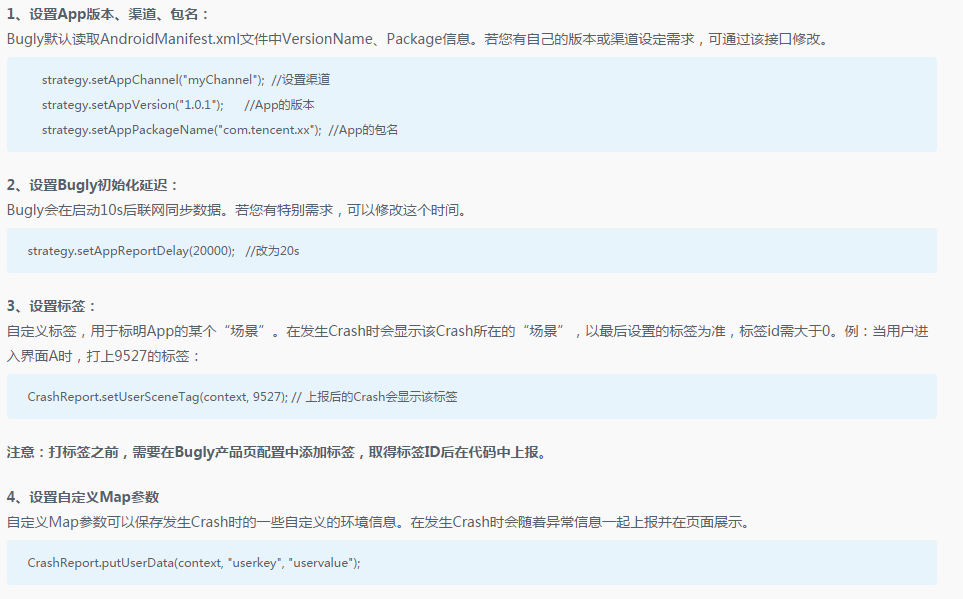 1、设置App版本、渠道、包名：
Bugly默认读取AndroidManifest.xml文件中VersionName、Package信息。若您有自己的版本或渠道设定需求，可通过该接口修改。
strategy.setAppChannel("myChannel"); //设置渠道
strategy.setAppVersion("1.0.1"); //App的版本
strategy.setAppPackageName("com.tencent.xx"); //App的包名
2、设置Bugly初始化延迟：
Bugly会在启动10s后联网同步数据。若您有特别需求，可以修改这个时间。
strategy.setAppReportDelay(20000); //改为20s
3、设置标签：
自定义标签，用于标明App的某个“场景”。在发生Crash时会显示该Crash所在的“场景”，以最后设置的标签为准，标签id需大于0。例：当用户进
入界面A时，打上9527的标签：
CrashReport.setUserSceneTag(context, 9527); // 上报后的Crash会显示该标签
注意：打标签之前，需要在Bugly产品页配置中添加标签，取得标签ID后在代码中上报。
4、设置自定义Map参数
自定义Map参数可以保存发生Crash时的一些自定义的环境信息。在发生Crash时会随着异常信息一起上报并在页面展示。
CrashReport.putUserData(context, "userkey", "uservalue");